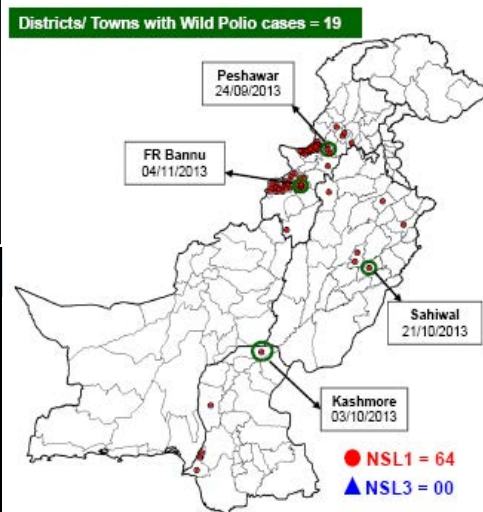 Districts/ Towns with Wild Polio cases = 19
Peshawar
24/09/2013
FR Bannu
04/11/2013
Sahiwal
21/10/2013
Kashmore
03/10/2013
NSL1 = 64
NSL3 = 00